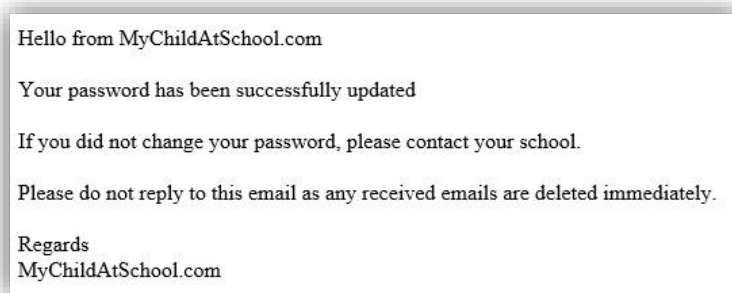 Hello from MyChildAtSchool.com
Your password has been successfully updated
If you did not change your password, please contact your school.
Please do not reply to this email as any received emails are deleted immediately.
Regards
MyChildAtSchool.com